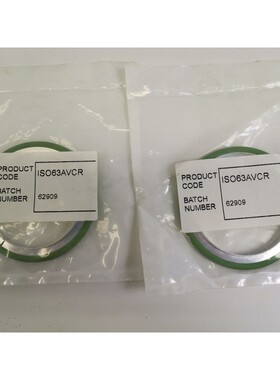 PRODUCT CODE ISO63AVCR
BATCH NUMBER 62909
PRODUCT CODE ISO63AVCR
BATCH NUMBER 62909